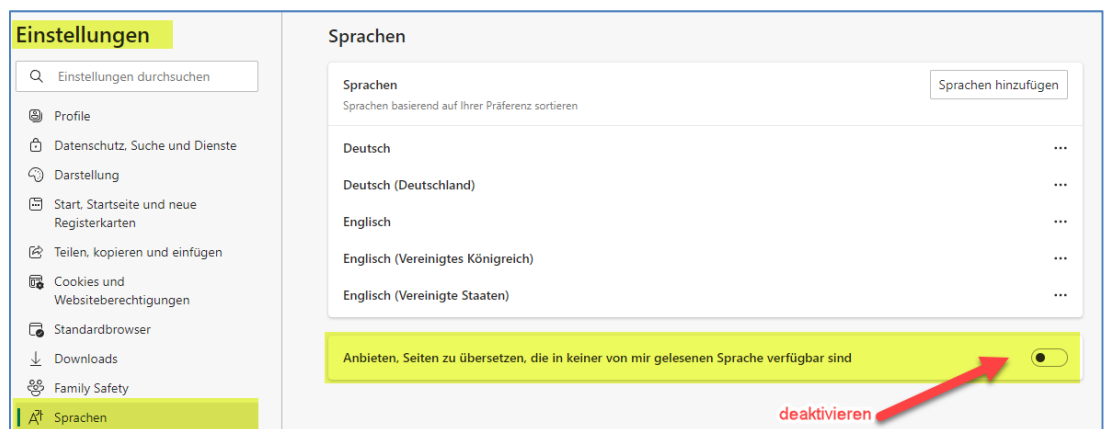 Einstellungen
Einstellungen durchsuchen
Profile
Datenschutz, Suche und Dienste
Darstellung
Start, Startseite und neue
Registerkarten
Teilen, kopieren und einfügen
Cookies und
Websiteberechtigungen
Standardbrowser
Downloads
Family Safety
Sprachen
Sprachen
Sprachen
Sprachen hinzufügen
Sprachen basierend auf Ihrer Präferenz sortieren
Deutsch
Deutsch (Deutschland)
Englisch
Englisch (Vereinigtes Königreich)
Englisch (Vereinigte Staaten)
Anbieten, Seiten zu übersetzen, die in keiner von mir gelesenen Sprache verfügbar sind
deaktivieren